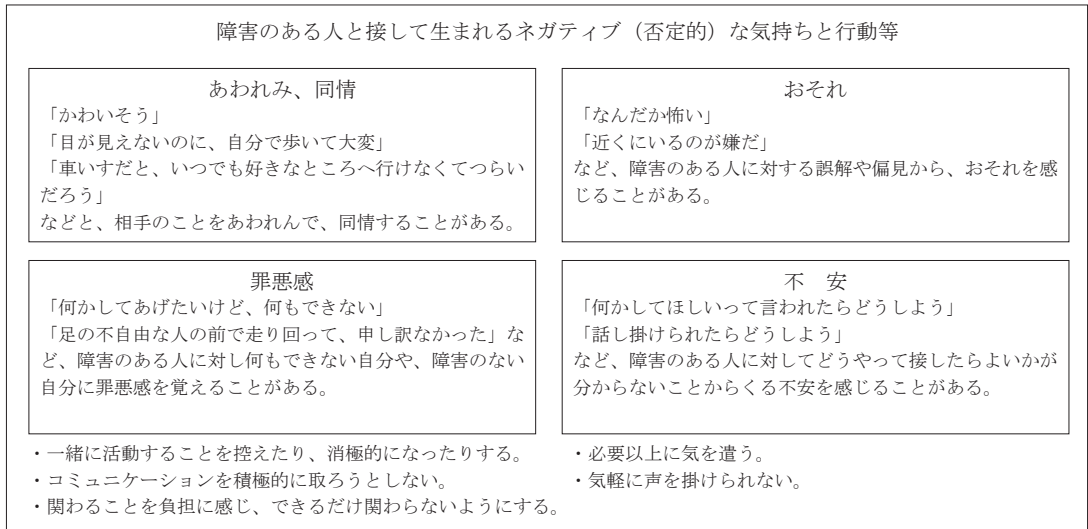 障害のある人と接して生まれるネガティブ（否定的）な気持ちと行動等
あわれみ、同情
「かわいそう」
「目が見えないのに、自分で歩いて大変」
「車いすだと、いつでも好きなところへ行けなくてつらい
だろう」
などと、相手のことをあわれんで、同情することがある。
おそれ
「なんだか怖い」
「近くにいるのが嫌だ」
など、障害のある人に対する誤解や偏見から、おそれを感
じることがある。
罪悪感
「何かしてあげたいけど、何もできない」
「足の不自由な人の前で走り回って、申し訳なかった」な
ど、障害のある人に対し何もできない自分や、障害のない
自分に罪悪感を覚えることがある。
不　安
「何かしてほしいって言われたらどうしよう」
「話し掛けられたらどうしよう」
など、障害のある人に対してどうやって接したらよいかが
分からないことからくる不安を感じることがある。
・一緒に活動することを控えたり、消極的になったりする。
・コミュニケーションを積極的に取ろうとしない。
・関わることを負担に感じ、できるだけ関わらないようにする。
・必要以上に気を遣う。
・気軽に声を掛けられない。